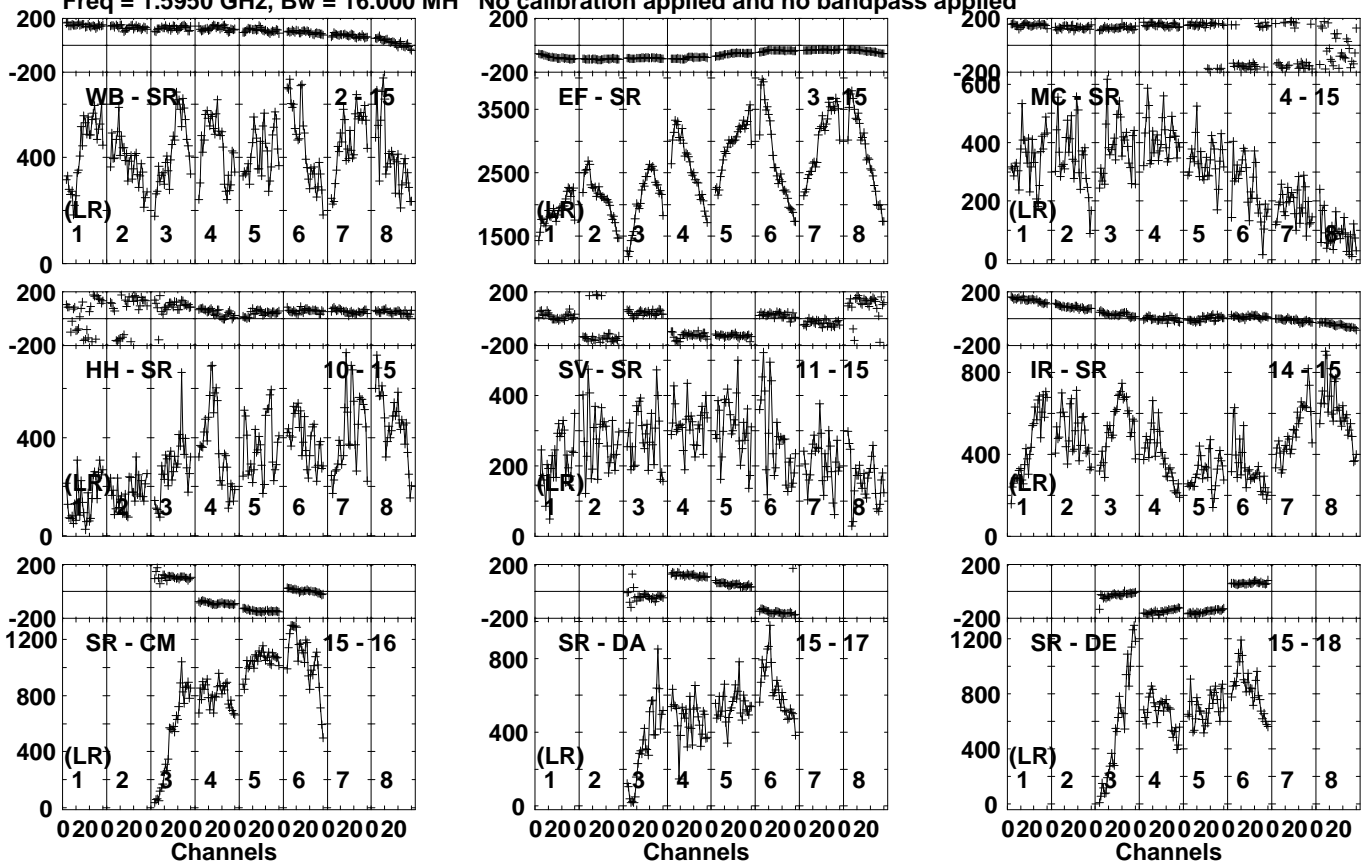 Freq = 1.5950 GHz, Bw = 16.000 MH No calibration applied and no bandpass applied
200 200 200
-200 -200 -200
WB - SR 2 - 15 EF - SR 3 - 15 MC - SR 4 - 15
600
3500
400 400
2500
200
(LR) (LR) (LR)
1 2 3 4 5 6 7 8 1 2 3 4 5 6 7 8 1 2 3 4 5 6 7 8
1500
0 0
200 200 200
-200 -200 -200
HH - SR 10 - 15 SV - SR 11 - 15 IR - SR 14 - 15
800
400
400 400
200
(LR) (LR) (LR)
1 2 3 4 5 6 7 8 1 2 3 4 5 6 7 8 1 2 3 4 5 6 7 8
0 0 0
200 200 200
-200 -200 -200
SR - CM 15 - 16 SR - DA 15 - 17 SR - DE 15 - 18
1200 1200
800 800 800
400 400 400
(LR) (LR) (LR)
1 2 3 4 5 6 7 8 1 2 3 4 5 6 7 8 1 2 3 4 5 6 7 8
0 0 0
020020020020020020020020 020020020020020020020020 020020020020020020020020
Channels Channels Channels